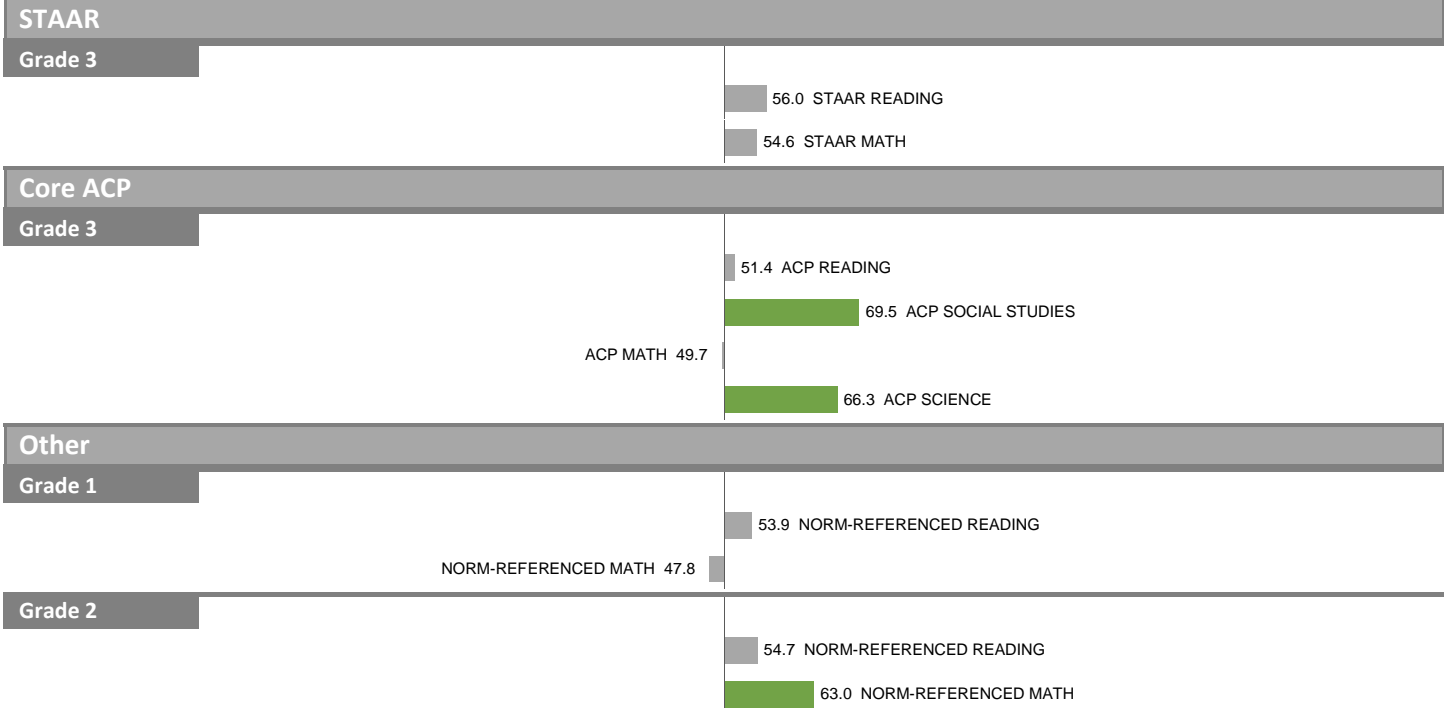 STAAR
Grade 3
56.0 STAAR READING
54.6 STAAR MATH
Core ACP
Grade 3
51.4 ACP READING
69.5 ACP SOCIAL STUDIES
ACP MATH 49.7
66.3 ACP SCIENCE
Other
Grade 1
53.9 NORM-REFERENCED READING
NORM-REFERENCED MATH 47.8
Grade 2
54.7 NORM-REFERENCED READING
63.0 NORM-REFERENCED MATH